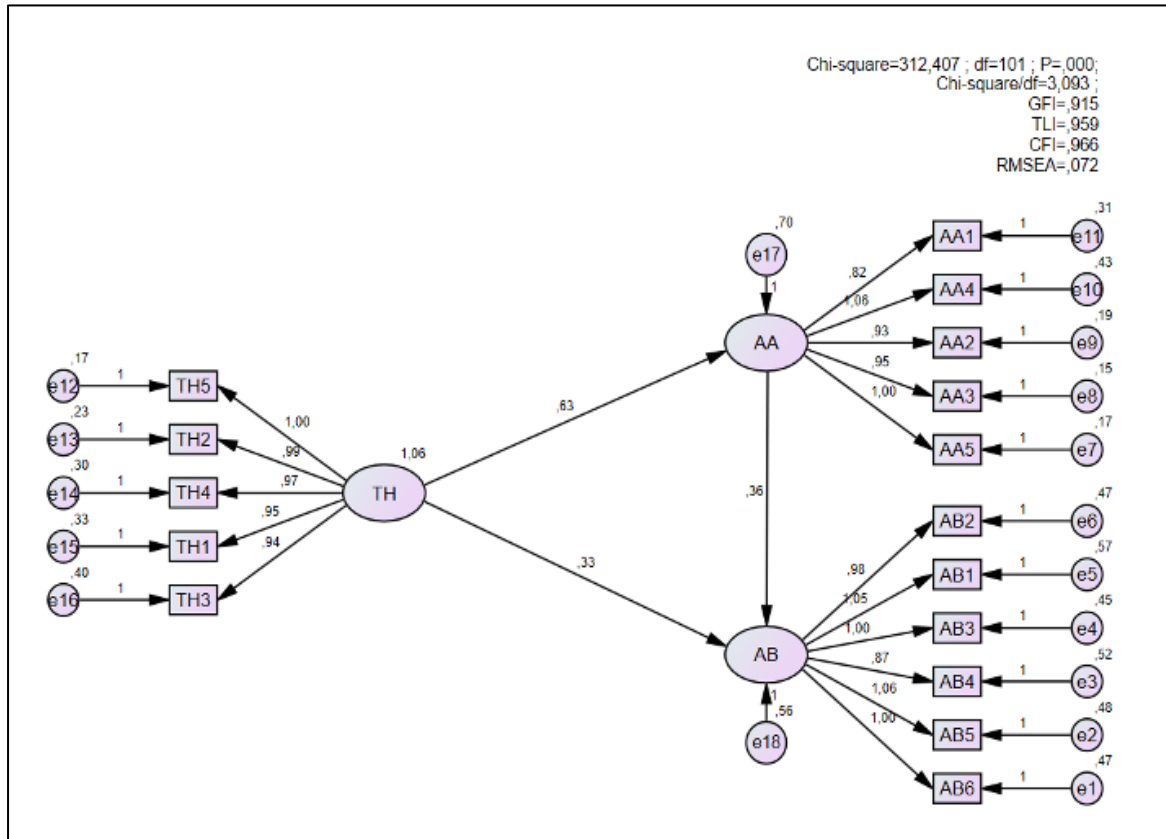 Chi-square=312,407 ; df=101 ; P=,000;
Chi-square/df=3,093 ;
GFI=,915
TLI=,959
CFI=,966
RMSEA=,072
,31
,70
AA1
1
e11
e17
,82
,43
1
AA4
1
e10
1,06
,19
AA
,93
AA2
1
e9
,17
,95
,15
e12
1
TH5
AA3
1
e8
,63
1,00
,17
,23
1,00
e13
1
TH2
AA5
1
e7
,99
1,06
,30
,97
,36
,47
e14
1
TH4
TH
AB2
1
e6
,33
,95
,98
,57
e15
1
TH1
,94
AB1
1
e5
,33
1,05
,40
,45
e16
1
TH3
1,00
AB3
1
e4
AB
,87
,52
AB4
1
e3
1
1,06
,56
,48
1,00
AB5
1
e2
e18
,47
AB6
1
e1